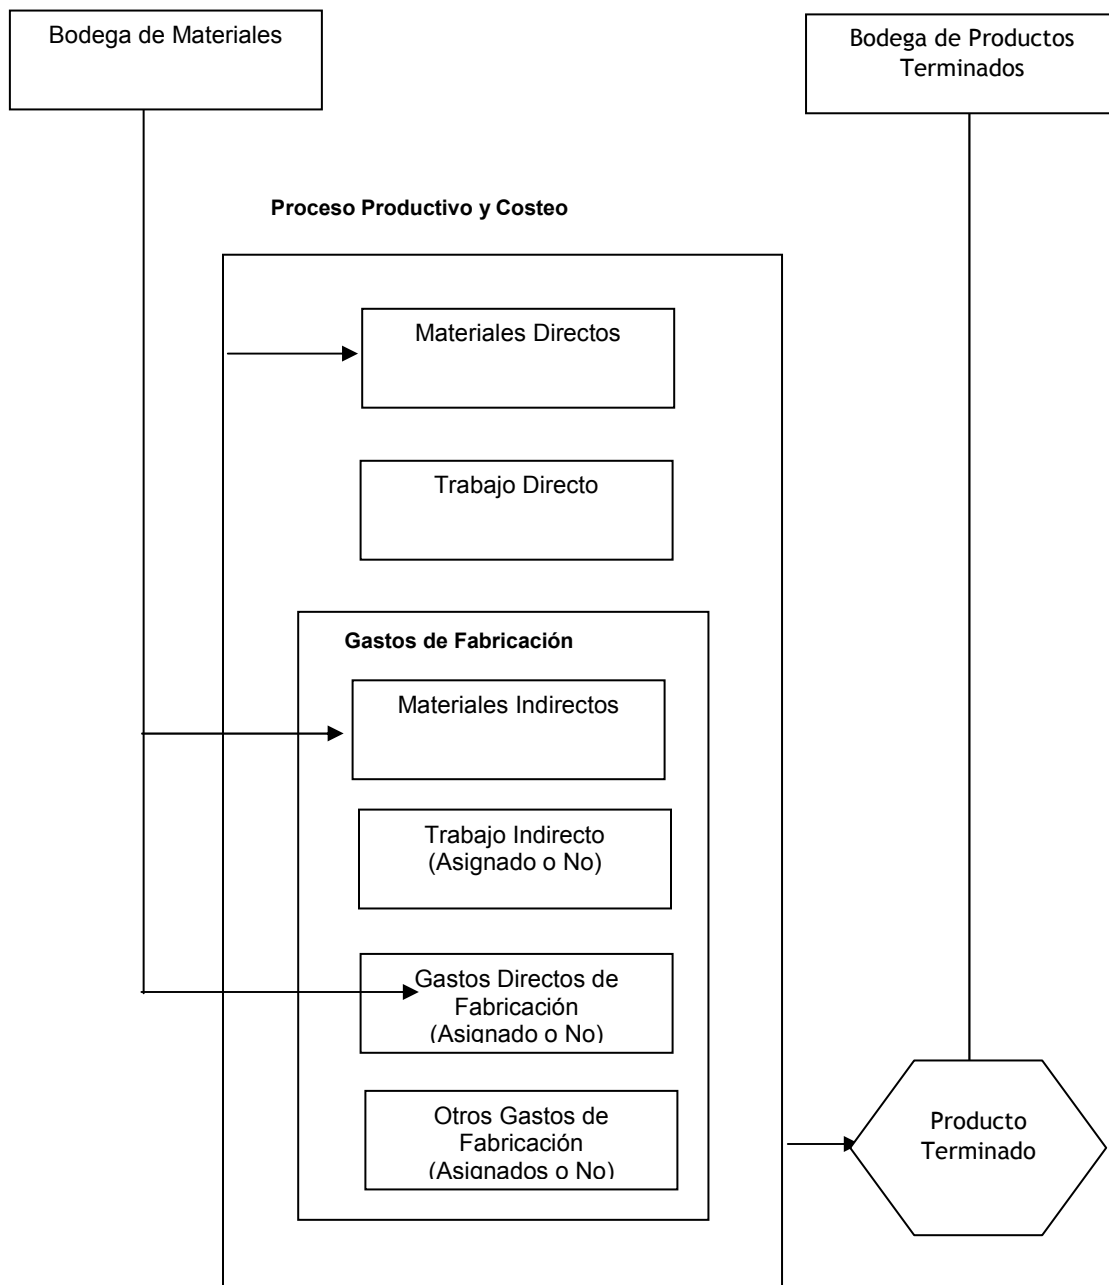 Bodega de Materiales
Bodega de Productos
Terminados
Proceso Productivo y Costeo
Materiales Directos
Trabajo Directo
Gastos de Fabricación
Materiales Indirectos
Trabajo Indirecto
(Asignado o No)
Gastos Directos de
Fabricación
(Asignado o No)
Otros Gastos de
Fabricación
(Asignados o No)
Producto
Terminado